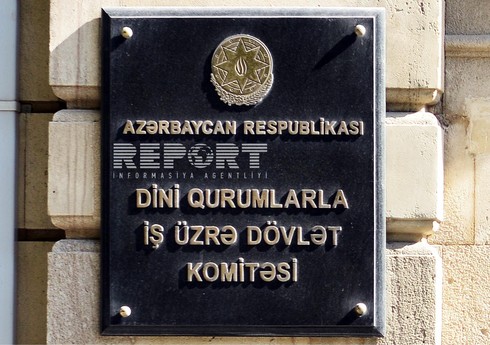 AZƏRBAYCAN RESPUBLİKASI
REPORT
İNFORMASİYA AGENTLİYİ
DİNİ QURUMLARLA
İŞ ÜZRƏ DÖVLƏT
KOMİTƏSİ